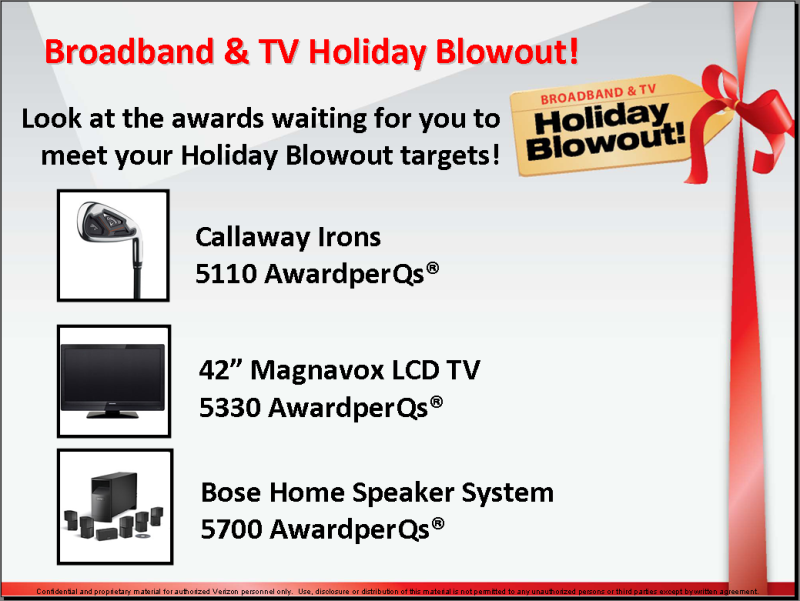 Broadband & TV Holiday Blowout!
Look at the awards waiting for you to
meet your Holiday Blowout targets!
BROADBAND & TV
Holiday
Blowout!
Callaway Irons
5110 AwardperQs®
42” Magnavox LCD TV
5330 AwardperQs®
Bose Home Speaker System
5700 AwardperQs®
Confidential and proprietary material for authorized Verizon personnel only.  Use, disclosure or distribution of this material is not permitted to any unauthorized persons or third parties except by written agreement.